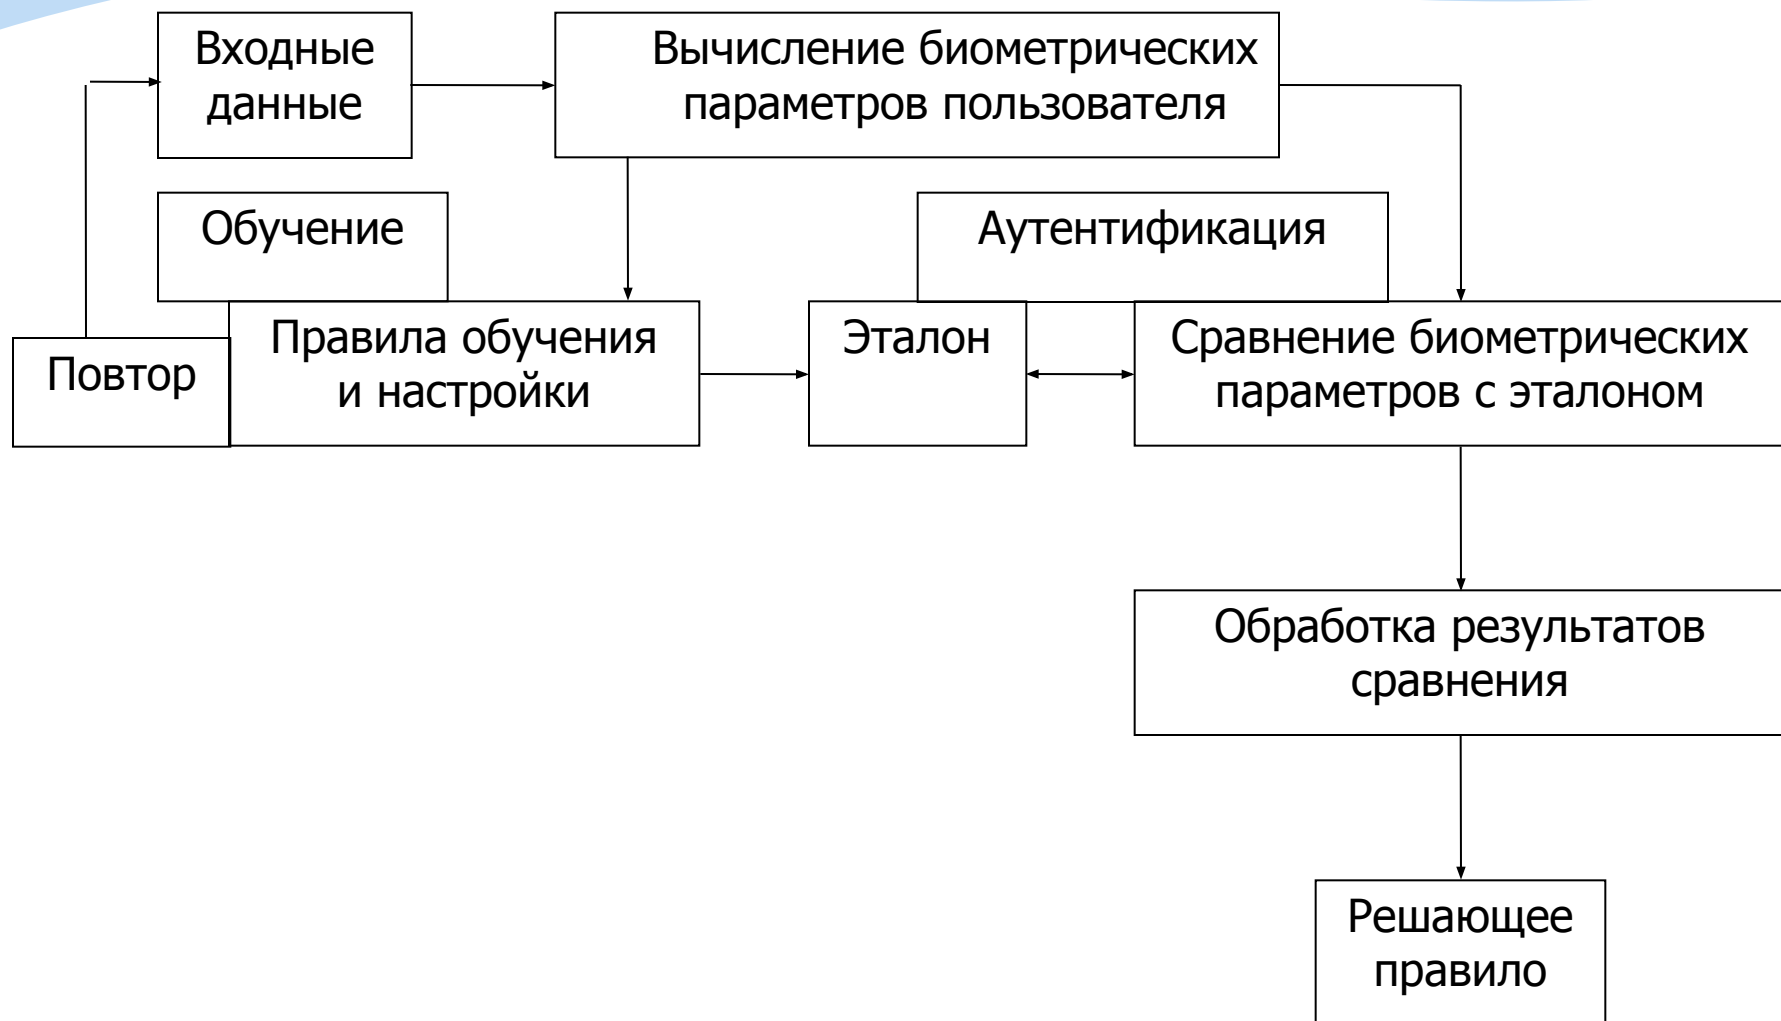 Входные
данные
Вычисление биометрических
параметров пользователя
Обучение
Аутентификация
Повтор
Правила обучения
и настройки
Эталон
Сравнение биометрических
параметров с эталоном
Обработка результатов
сравнения
Решающее
правило